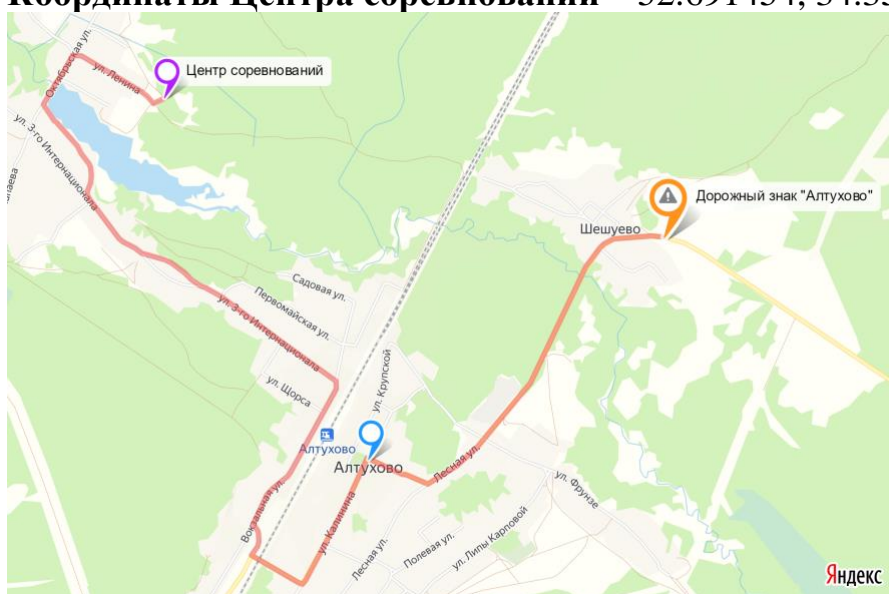 Координаты Центра соревнований
Октябрьская ул.
ул. Ленина
Центр соревнований
ул. 3-го Интернационала
Дорожный знак "Алтухово"
Шешуево
Садовая ул.
Первомайская ул.
ул. 3-го Интернационала
ул. Щорса
ул. Крупской
Алтухово
Алтухово
Вокзальная ул.
ул. Калинина
Лесная ул.
ул. Фрунзе
Лесная ул.
Полевая ул.
ул. Липы Карповой
Яндекс